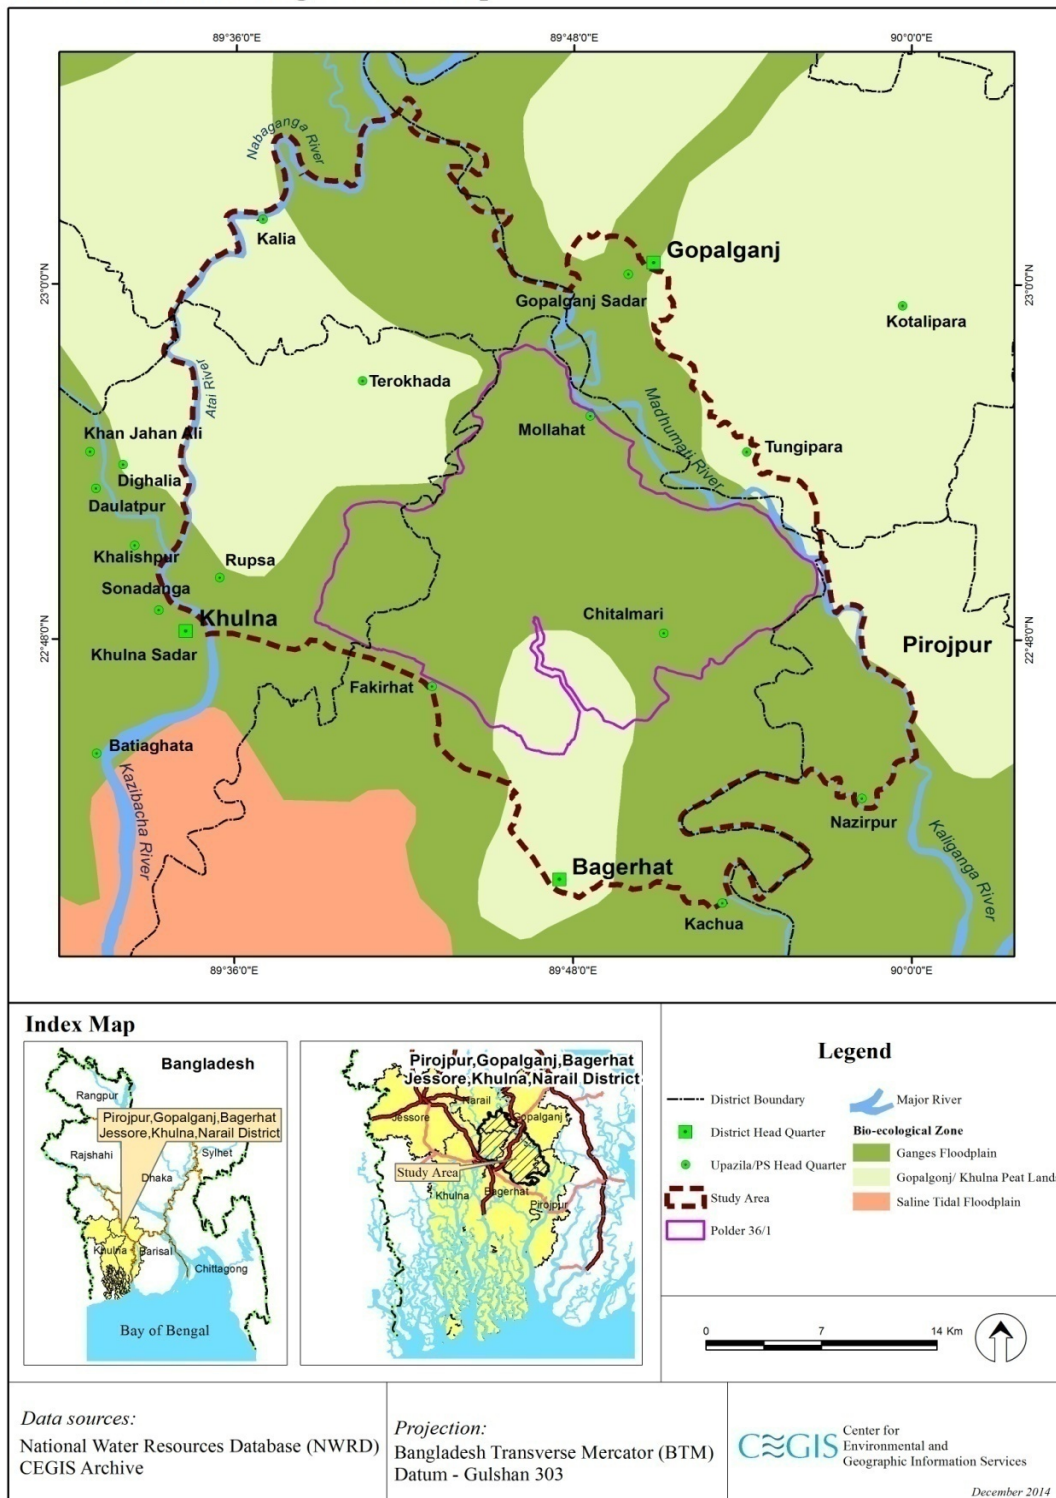 89°36'0"E
89°48'0"E
90°0'0"E
Nabaganga River
Kalia
Gopalganj
Gopalganj Sadar
23°0'0"N
23°0'0"N
Kotalipara
Atai River
Terokhada
Madhumati River
Mollahat
Khan Jahan Ali
Tungipara
Dighalia
Daulatpur
Khalishpur
Rupsa
Sonadanga
Khulna
Chitalmari
22°48'0"N
22°48'0"N
Khulna Sadar
Pirojpur
Fakirhat
Batiaghata
Kazibacha River
Nazirpur
Kaliganga River
Bagerhat
Kachua
89°36'0"E
89°48'0"E
90°0'0"E
Index Map
Bangladesh
Rangpur
Pirojpur,Gopalganj,Bagerhat
Jessore,Khulna,Narail District
Rajshahi
Sylhet
Dhaka
Khulna
Barisal
Chittagong
Bay of Bengal
Pirojpur,Gopalganj,Bagerhat
Jessore,Khulna,Narail District
Narail
Jessore
Gopalganj
Study Area
Khulna
Bagerhat
Pirojpur
Legend
District Boundary
District Head Quarter
Upazila/PS Head Quarter
Study Area
Polder 36/1
Major River
Bio-ecological Zone
Ganges Floodplain
Gopalgonj/ Khulna Peat Lands
Saline Tidal Floodplain
0 7 14 Km
Data sources:
National Water Resources Database (NWRD)
CEGIS Archive
Projection:
Bangladesh Transverse Mercator (BTM)
Datum - Gulshan 303
CEGIS
Center for
Environmental and
Geographic Information Services
December 2014